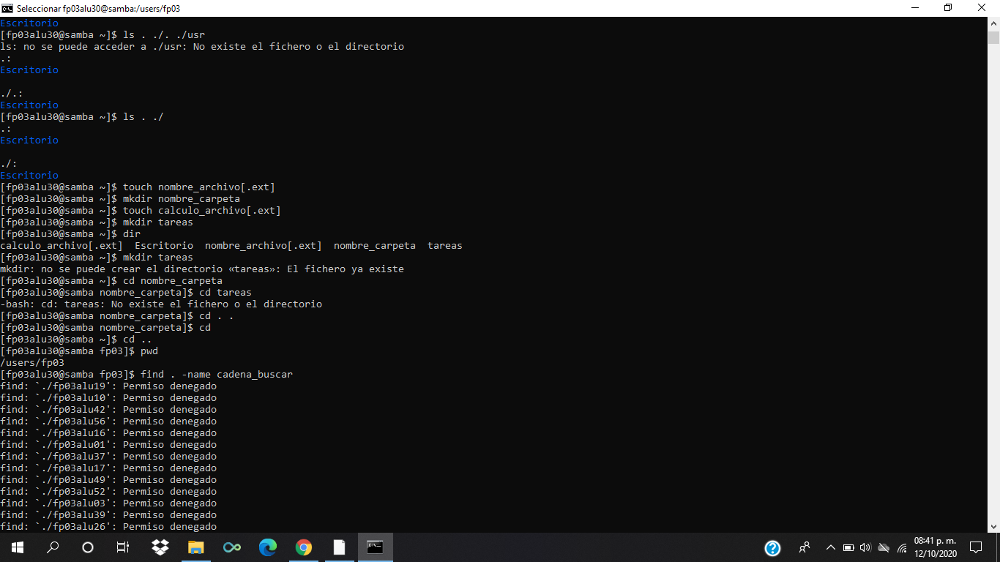 Seleccionar fp03alu30@samba:/users/fp03
Escritorio
[fp03alu30@samba ~]$ ls . ./. ./usr
ls: no se puede acceder a ./usr: No existe el fichero o el directorio
.:
Escritorio
./.:
Escritorio
[fp03alu30@samba ~]$ ls . ./
.:
Escritorio
./:
Escritorio
[fp03alu30@samba ~]$ touch nombre_archivo[.ext]
[fp03alu30@samba ~]$ mkdir nombre_carpeta
[fp03alu30@samba ~]$ touch calculo_archivo[.ext]
[fp03alu30@samba ~]$ mkdir tareas
[fp03alu30@samba ~]$ dir
calculo_archivo[.ext]  Escritorio  nombre_archivo[.ext]  nombre_carpeta  tareas
[fp03alu30@samba ~]$ mkdir tareas
mkdir: no se puede crear el directorio «tareas»: El fichero ya existe
[fp03alu30@samba ~]$ cd nombre_carpeta
[fp03alu30@samba nombre_carpeta]$ cd tareas
-bash: cd: tareas: No existe el fichero o el directorio
[fp03alu30@samba nombre_carpeta]$ cd . .
[fp03alu30@samba nombre_carpeta]$ cd
[fp03alu30@samba ~]$ cd ..
[fp03alu30@samba fp03]$ pwd
/users/fp03
[fp03alu30@samba fp03]$ find . -name cadena_buscar
find: `./fp03alu19': Permiso denegado
find: `./fp03alu10': Permiso denegado
find: `./fp03alu42': Permiso denegado
find: `./fp03alu56': Permiso denegado
find: `./fp03alu16': Permiso denegado
find: `./fp03alu01': Permiso denegado
find: `./fp03alu37': Permiso denegado
find: `./fp03alu17': Permiso denegado
find: `./fp03alu49': Permiso denegado
find: `./fp03alu52': Permiso denegado
find: `./fp03alu03': Permiso denegado
find: `./fp03alu39': Permiso denegado
find: `./fp03alu26': Permiso denegado
08:41 p. m.
12/10/2020